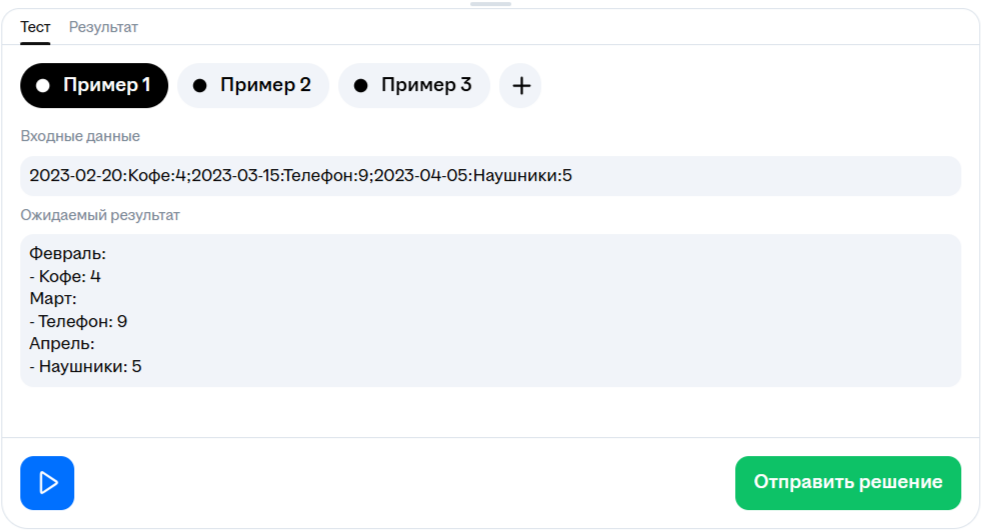 Тест Результат
Пример 1 Пример 2 Пример 3 +
Входные данные
2023-02-20:Кофе:4;2023-03-15:Телефон:9;2023-04-05:Наушники:5
Ожидаемый результат
Февраль:
- Кофе: 4
Март:
- Телефон: 9
Апрель:
- Наушники: 5
Отправить решение